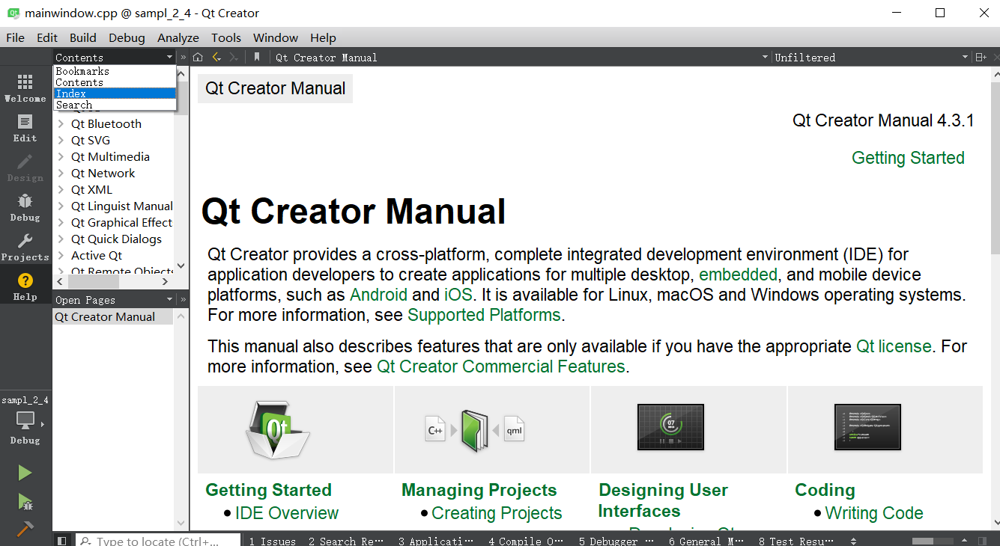 mainwindow.cpp @ sampl_2_4 - Qt Creator
File Edit Build Debug Analyze Tools Window Help
Contents
Qt Creator Manual
Unfiltered
Bookmarks
Contents
Index
Search
Qt Bluetooth
Qt SVG
Qt Multimedia
Qt Network
Qt XML
Qt Linguist Manual
Qt Graphical Effect
Qt Quick Dialogs
Active Qt
Qt Remote Objects
Open Pages
Qt Creator Manual
Welcome
Edit
Design
Debug
Projects
Help
sampl_2_4
Debug
Qt Creator Manual
Qt Creator Manual 4.3.1
Getting Started
Qt Creator Manual
Qt Creator provides a cross-platform, complete integrated development environment (IDE) for
application developers to create applications for multiple desktop, embedded, and mobile device
platforms, such as Android and iOS. It is available for Linux, macOS and Windows operating systems.
For more information, see Supported Platforms.
This manual also describes features that are only available if you have the appropriate Qt license. For
more information, see Qt Creator Commercial Features.
Qt
C++
qml
07
Getting Started
• IDE Overview
Managing Projects
• Creating Projects
Designing User
Interfaces
Coding
• Writing Code
Type to locate (Ctrl+...
1 Issues 2 Search Re… 3 Applicati… 4 Compile O… 5 Debugger … 6 General M… 8 Test Resu…